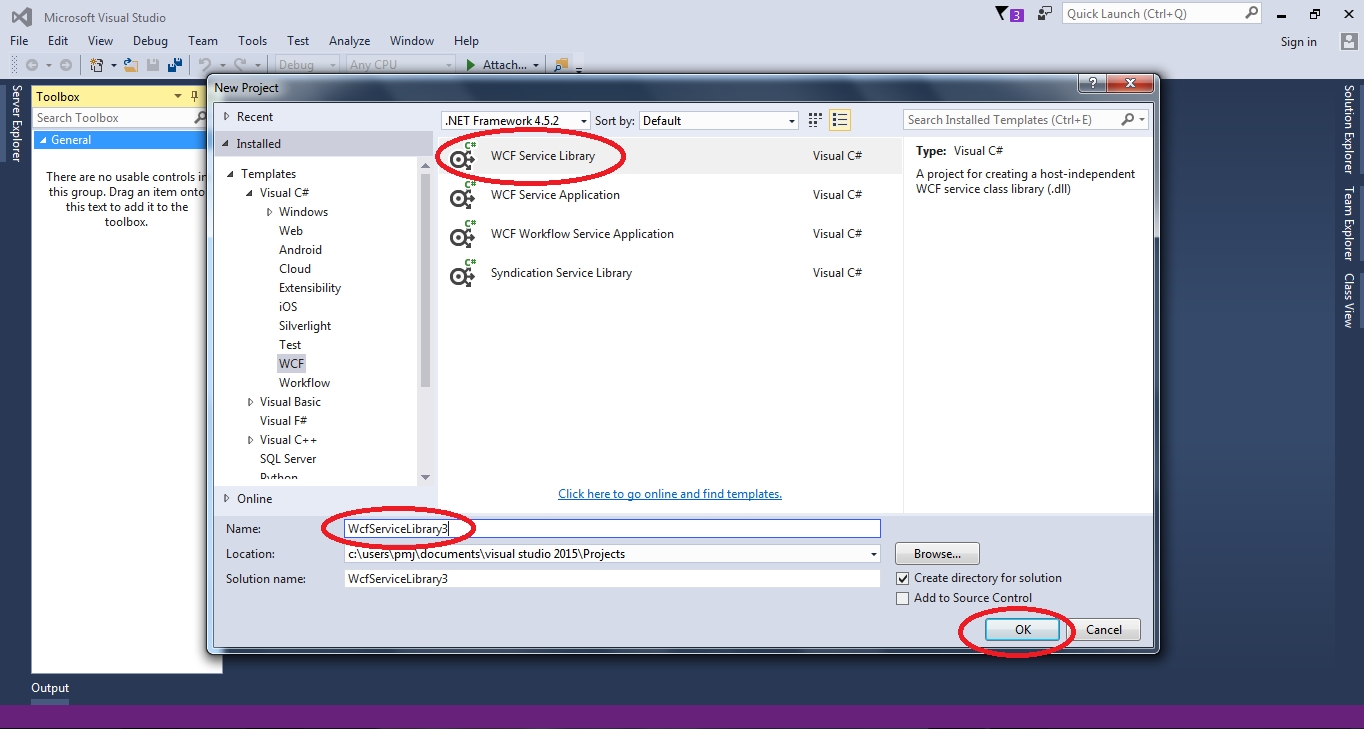 Microsoft Visual Studio
3
Quick Launch (Ctrl+Q)
File Edit View Debug Team Tools Test Analyze Window Help
Sign in
Debug Any CPU Attach...
Server Explorer
Toolbox
Search Toolbox
General
There are no usable controls in
this group. Drag an item onto
this text to add it to the
toolbox.
New Project
?
Recent
Installed
Templates
Visual C#
Windows
Web
Android
Cloud
Extensibility
iOS
Silverlight
Test
WCF
Workflow
Visual Basic
Visual F#
Visual C++
SQL Server
Python
Online
.NET Framework 4.5.2 Sort by: Default
Search Installed Templates (Ctrl+E)
C# WCF Service Library Visual C#
C# WCF Service Application Visual C#
C# WCF Workflow Service Application Visual C#
C# Syndication Service Library Visual C#
Click here to go online and find templates.
Type: Visual C#
A project for creating a host-independent
WCF service class library (.dll)
Name: WcfServiceLibrary3
Location: c:\users\pmj\documents\visual studio 2015\Projects
Browse...
Solution name: WcfServiceLibrary3
Create directory for solution
Add to Source Control
OK Cancel
Solution Explorer
Team Explorer
Class View
Output